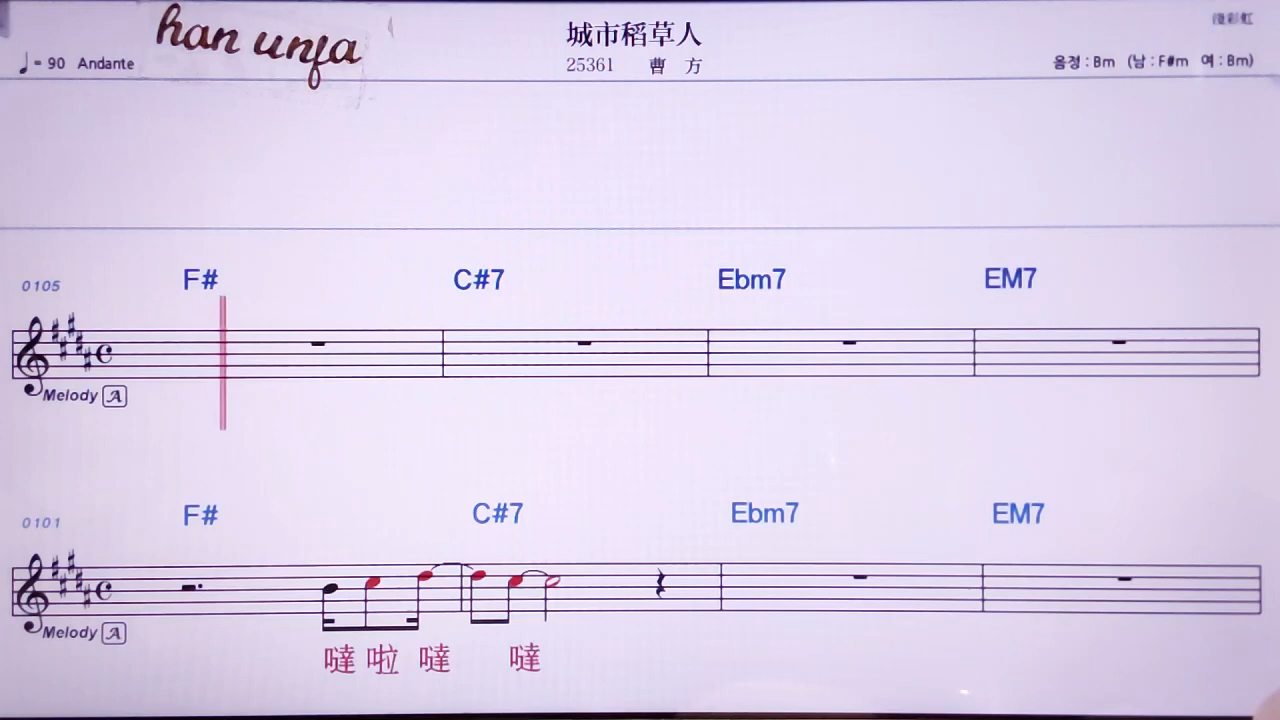 han unfa
城市稻草人
25361 曹 方
♩= 90 Andante
음정 : Bm (남 : F#m 여 : Bm)
0105 F# C#7 Ebm7 EM7
Melody A
0101 F# C#7 Ebm7 EM7
Melody A
噠 啦 噠 噠